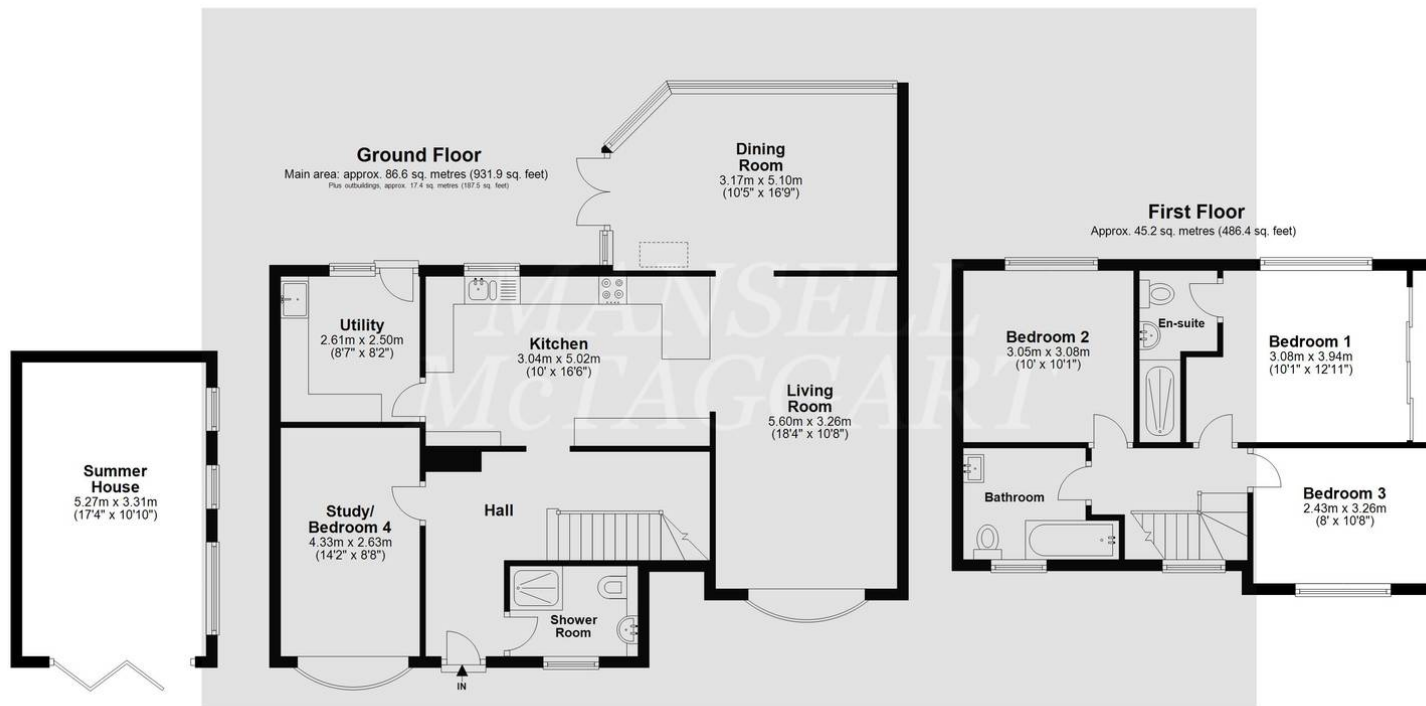 Ground Floor
Main area: approx. 86.6 sq. metres (931.9 sq. feet)
Plus outbuildings, approx. 17.4 sq. metres (187.5 sq. feet)
Dining
Room
3.17m x 5.10m
(10'5" x 16'9")
Utility
2.61m x 2.50m
(8'7" x 8'2")
Kitchen
3.04m x 5.02m
(10' x 16'6")
Living
Room
5.60m x 3.26m
(18'4" x 10'8")
Summer
House
5.27m x 3.31m
(17'4" x 10'10")
Study/
Bedroom 4
4.33m x 2.63m
(14'2" x 8'8")
Hall
Shower
Room
IN
First Floor
Approx. 45.2 sq. metres (486.4 sq. feet)
Bedroom 2
3.05m x 3.08m
(10' x 10'1")
En-suite
Bedroom 1
3.08m x 3.94m
(10'1" x 12'11")
Bathroom
Bedroom 3
2.43m x 3.26m
(8' x 10'8")
MANSELL
McTAGGART